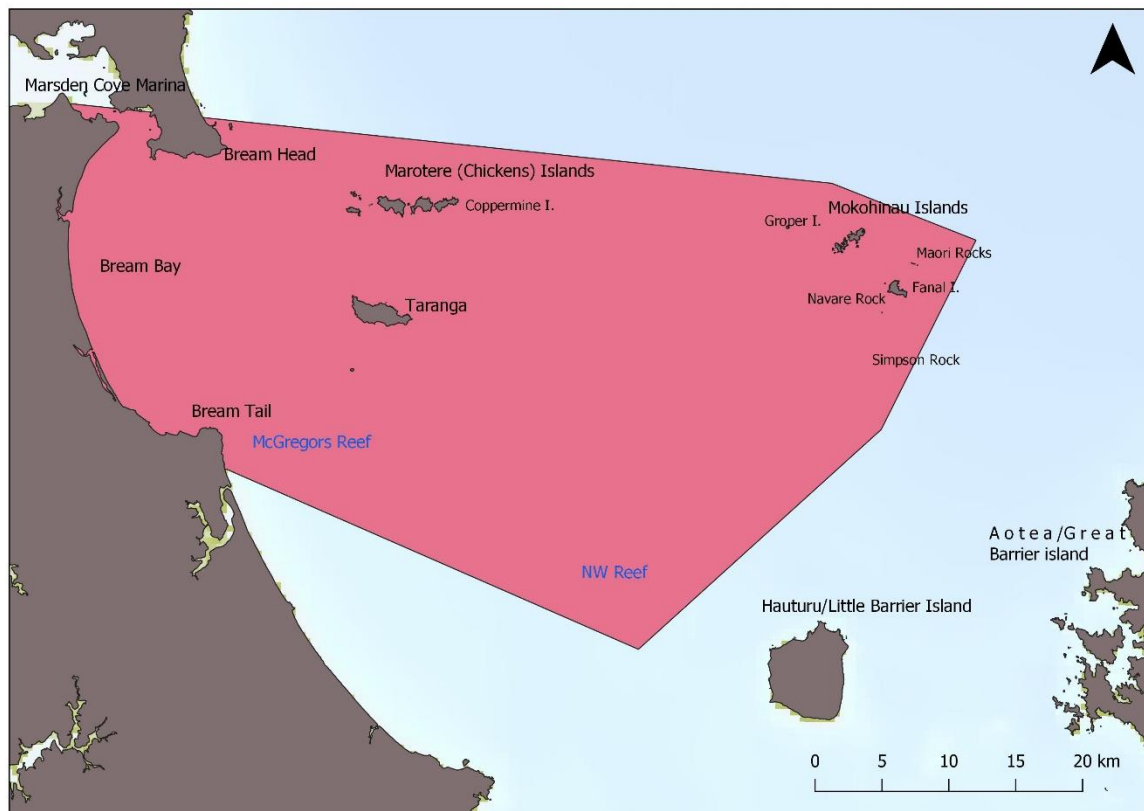 Marsden Cove Marina
Bream Head
Marotere (Chickens) Islands
Coppermine I.
Mokohinau Islands
Groper I.
Maori Rocks
Bream Bay
Fanal I.
Navare Rock
Taranga
Simpson Rock
Bream Tail
McGregors Reef
Aotea/Great
Barrier island
NW Reef
Hauturu/Little Barrier Island
0 5 10 20 km